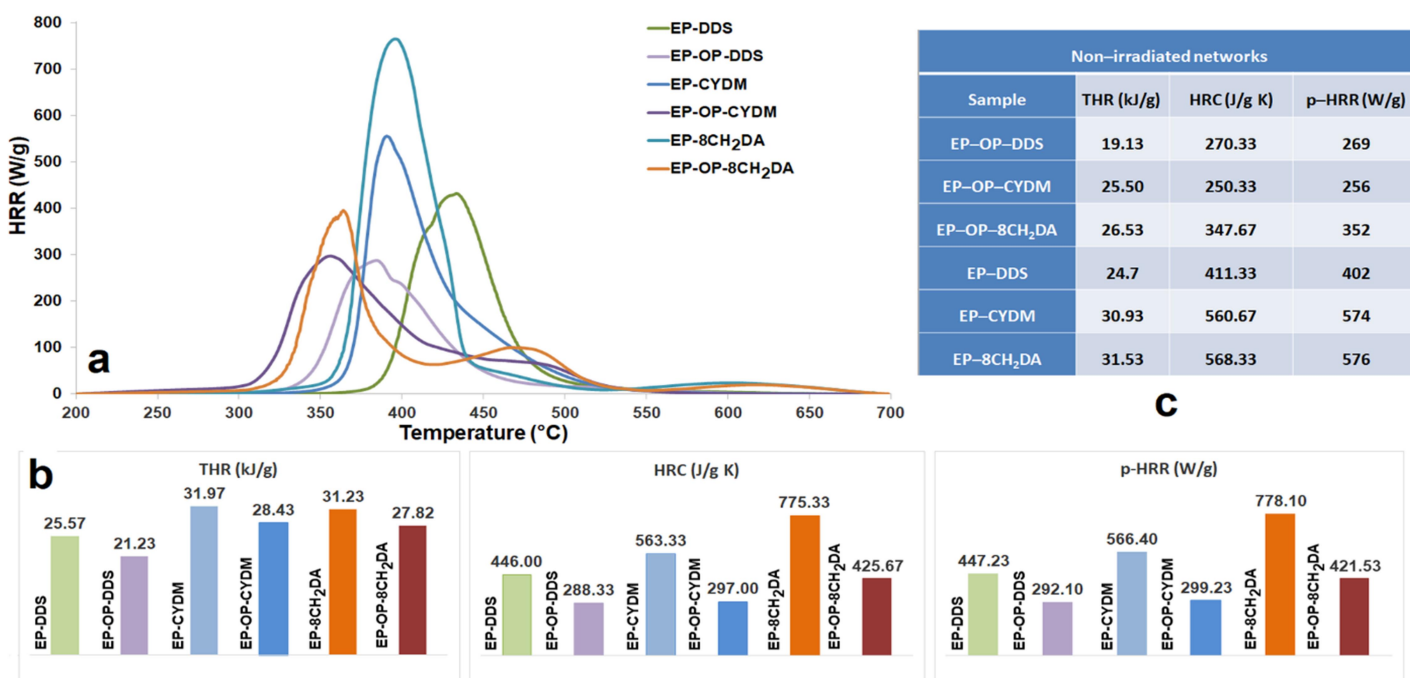 800
700
600
500
400
300
200
100
0
HRR (W/g)
200
250
300
350
400
450
500
550
600
650
700
Temperature (°C)
a
EP-DDS
EP-OP-DDS
EP-CYDM
EP-OP-CYDM
EP-8CH₂DA
EP-OP-8CH₂DA
Non–irradiated networks
Sample THR (kJ/g) HRC (J/g K) p–HRR (W/g)
EP–OP–DDS 19.13 270.33 269
EP–OP–CYDM 25.50 250.33 256
EP–OP–8CH₂DA 26.53 347.67 352
EP–DDS 24.7 411.33 402
EP–CYDM 30.93 560.67 574
EP–8CH₂DA 31.53 568.33 576
c
b
THR (kJ/g)
25.57
21.23
31.97
28.43
31.23
27.82
EP-DDS
EP-OP-DDS
EP-CYDM
EP-OP-CYDM
EP-8CH₂DA
EP-OP-8CH₂DA
HRC (J/g K)
446.00
288.33
563.33
297.00
775.33
425.67
EP-DDS
EP-OP-DDS
EP-CYDM
EP-OP-CYDM
EP-8CH₂DA
EP-OP-8CH₂DA
p-HRR (W/g)
447.23
292.10
566.40
299.23
778.10
421.53
EP-DDS
EP-OP-DDS
EP-CYDM
EP-OP-CYDM
EP-8CH₂DA
EP-OP-8CH₂DA